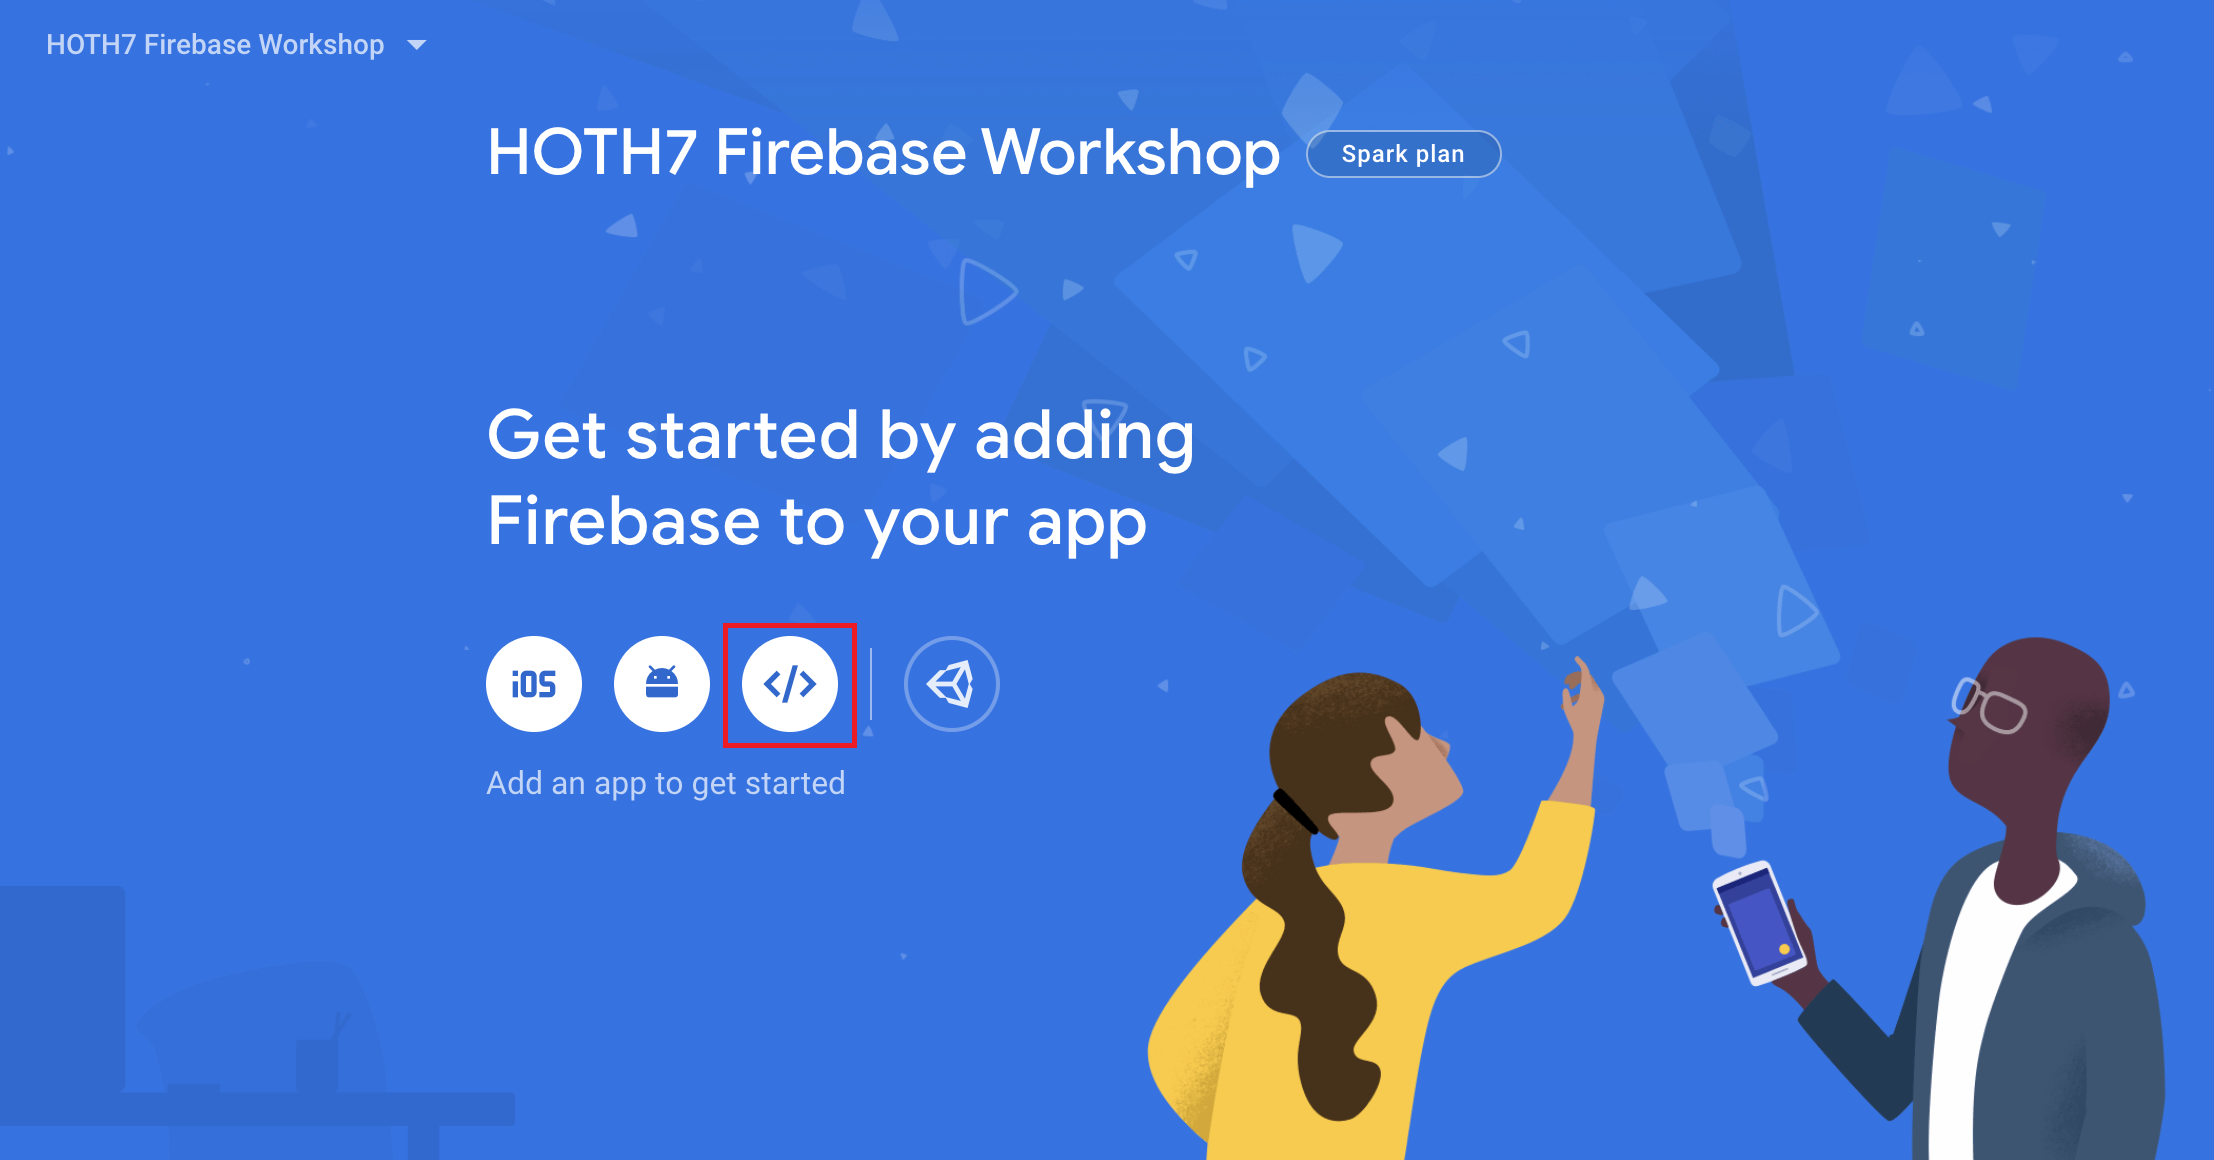 HOTH7 Firebase Workshop
HOTH7 Firebase Workshop Spark plan
Get started by adding
Firebase to your app
iOS </>
Add an app to get started